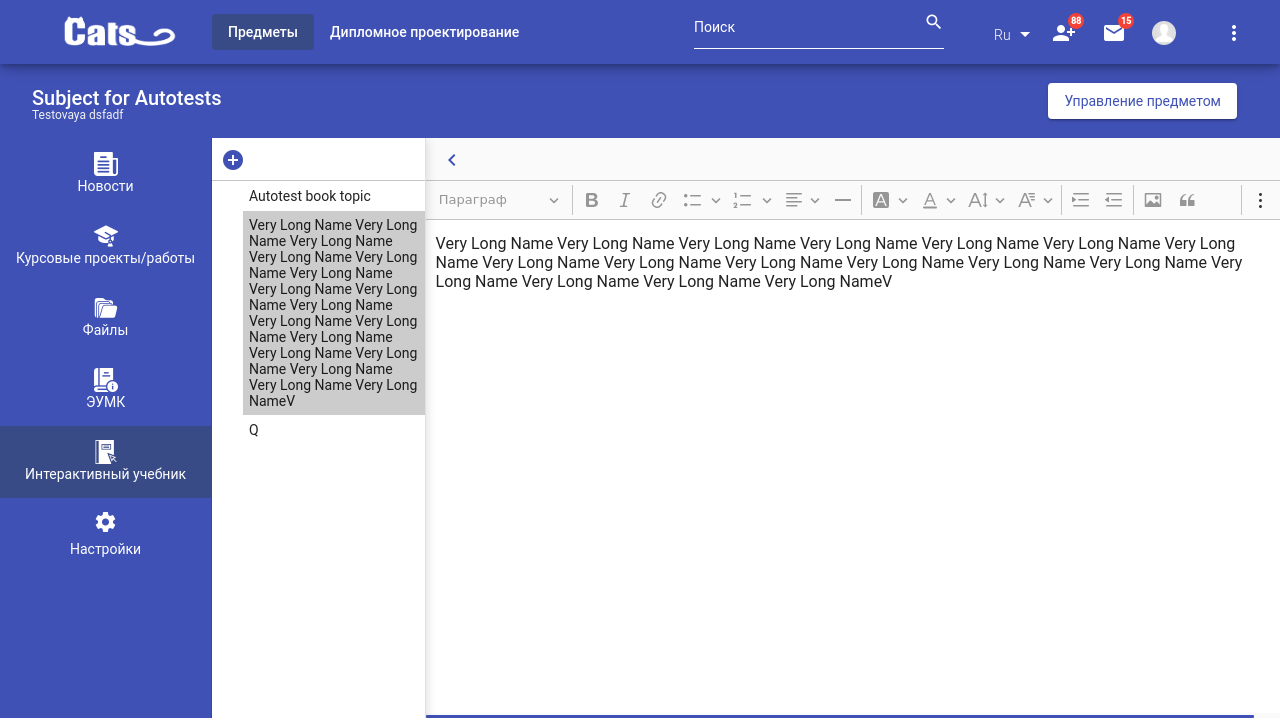 Cats
Предметы
Дипломное проектирование
Поиск
Ru
88
15
Subject for Autotests
Testovaya dsfadf
Управление предметом
Новости
Курсовые проекты/работы
Файлы
ЭУМК
Интерактивный учебник
Настройки
Autotest book topic
Very Long Name Very Long
Name Very Long Name
Very Long Name Very Long
Name Very Long Name
Very Long Name Very Long
Name Very Long Name
Very Long Name Very Long
Name Very Long Name
Very Long Name Very Long
Name Very Long Name
Very Long Name Very Long
NameV
Q
Параграф
Very Long Name Very Long Name Very Long Name Very Long Name Very Long Name Very Long Name Very Long
Name Very Long Name Very Long Name Very Long Name Very Long Name Very Long Name Very Long Name Very
Long Name Very Long Name Very Long Name Very Long NameV